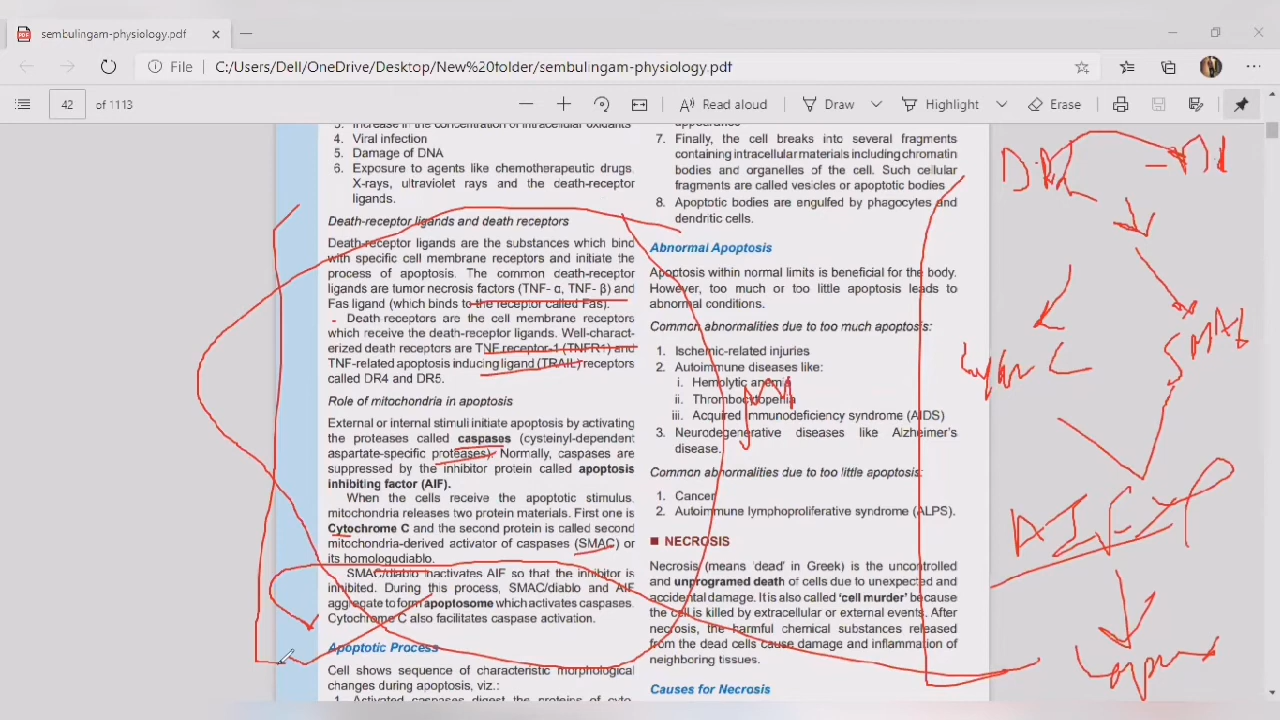 sembulingam-physiology.pdf
File
C:/Users/Dell/OneDrive/Desktop/New%20folder/sembulingam-physiology.pdf
42 of 1113
Read aloud
Draw
Highlight
Erase
3. Increase in the concentration of intracellular oxidants
4. Viral infection
5. Damage of DNA
6. Exposure to agents like chemotherapeutic drugs,
X-rays, ultraviolet rays and the death-receptor
ligands.
Death-receptor ligands and death receptors
Death-receptor ligands are the substances which bind
with specific cell membrane receptors and initiate the
process of apoptosis. The common death-receptor
ligands are tumor necrosis factors (TNF- α, TNF- β) and
Fas ligand (which binds to the receptor called Fas).
Death receptors are the cell membrane receptors
which receive the death-receptor ligands. Well-charact-
erized death receptors are TNF receptor-1 (TNFR1) and
TNF-related apoptosis inducing ligand (TRAIL) receptors
called DR4 and DR5.
Role of mitochondria in apoptosis
External or internal stimuli initiate apoptosis by activating
the proteases called caspases (cysteinyl-dependent
aspartate-specific proteases). Normally, caspases are
suppressed by the inhibitor protein called apoptosis
inhibiting factor (AIF).
When the cells receive the apoptotic stimulus,
mitochondria releases two protein materials. First one is
Cytochrome C and the second protein is called second
mitochondria-derived activator of caspases (SMAC) or
its homologudiablo.
SMAC/diablo inactivates AIF so that the inhibitor is
inhibited. During this process, SMAC/diablo and AIF
aggregate to form apoptosome which activates caspases.
Cytochrome C also facilitates caspase activation.
Apoptotic Process
Cell shows sequence of characteristic morphological
changes during apoptosis, viz.:
1. Activated caspases digest the proteins of cyto-
appearance
7. Finally, the cell breaks into several fragments
containing intracellular materials including chromatin
bodies and organelles of the cell. Such cellular
fragments are called vesicles or apoptotic bodies
8. Apoptotic bodies are engulfed by phagocytes and
dendritic cells.
Abnormal Apoptosis
Apoptosis within normal limits is beneficial for the body.
However, too much or too little apoptosis leads to
abnormal conditions.
Common abnormalities due to too much apoptosis:
1. Ischemic-related injuries
2. Autoimmune diseases like:
i. Hemolytic anemia
ii. Thrombocytopenia
iii. Acquired immunodeficiency syndrome (AIDS)
3. Neurodegenerative diseases like Alzheimer's
disease.
Common abnormalities due to too little apoptosis:
1. Cancer
2. Autoimmune lymphoproliferative syndrome (ALPS).
NECROSIS
Necrosis (means 'dead' in Greek) is the uncontrolled
and unprogramed death of cells due to unexpected and
accidental damage. It is also called 'cell murder' because
the cell is killed by extracellular or external events. After
necrosis, the harmful chemical substances released
from the dead cells cause damage and inflammation of
neighboring tissues.
Causes for Necrosis